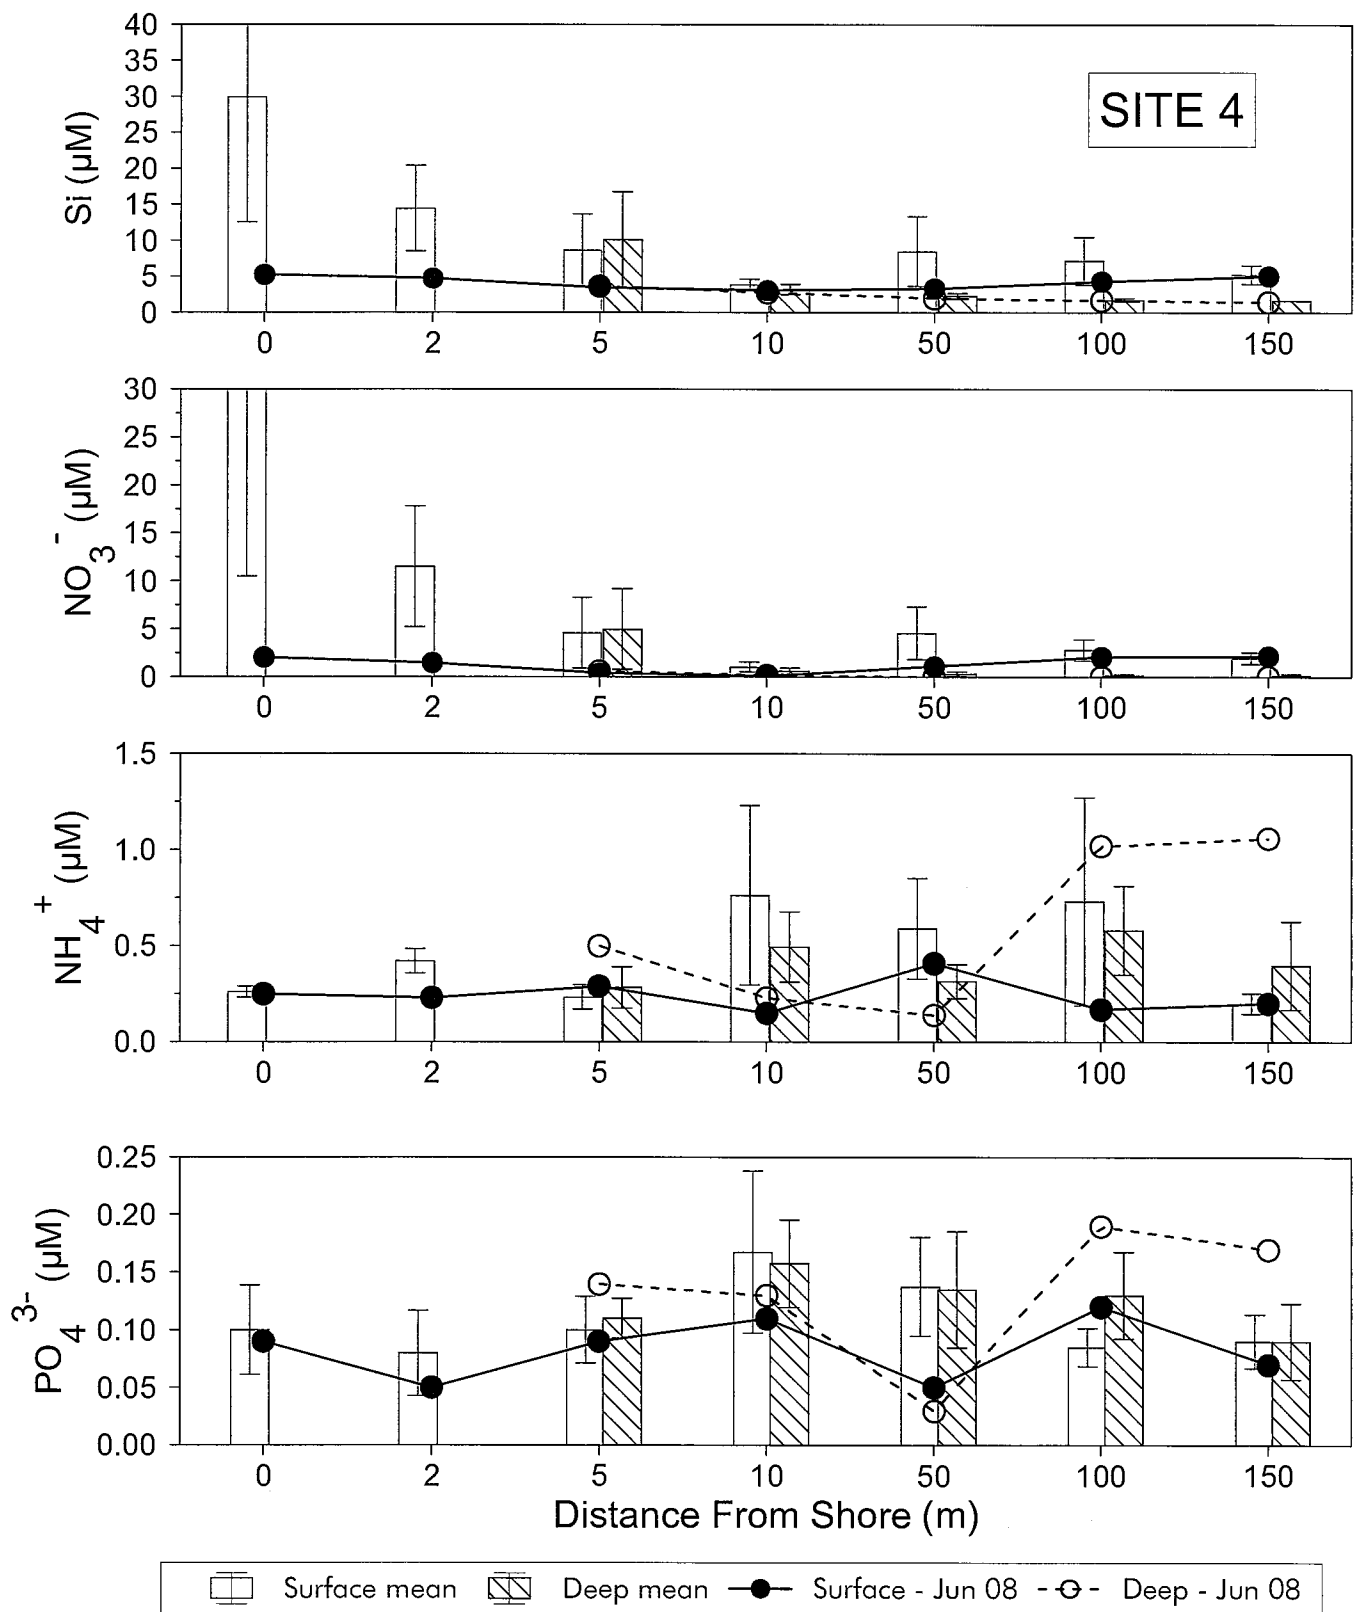 SITE 4
Si (µM)
40
35
30
25
20
15
10
5
0
0 2 5 10 50 100 150
NO3- (µM)
30
25
20
15
10
5
0
0 2 5 10 50 100 150
NH4+ (µM)
1.5
1.0
0.5
0.0
0 2 5 10 50 100 150
PO4 3- (µM)
0.25
0.20
0.15
0.10
0.05
0.00
0 2 5 10 50 100 150
Distance From Shore (m)
Surface mean Deep mean Surface - Jun 08 Deep - Jun 08